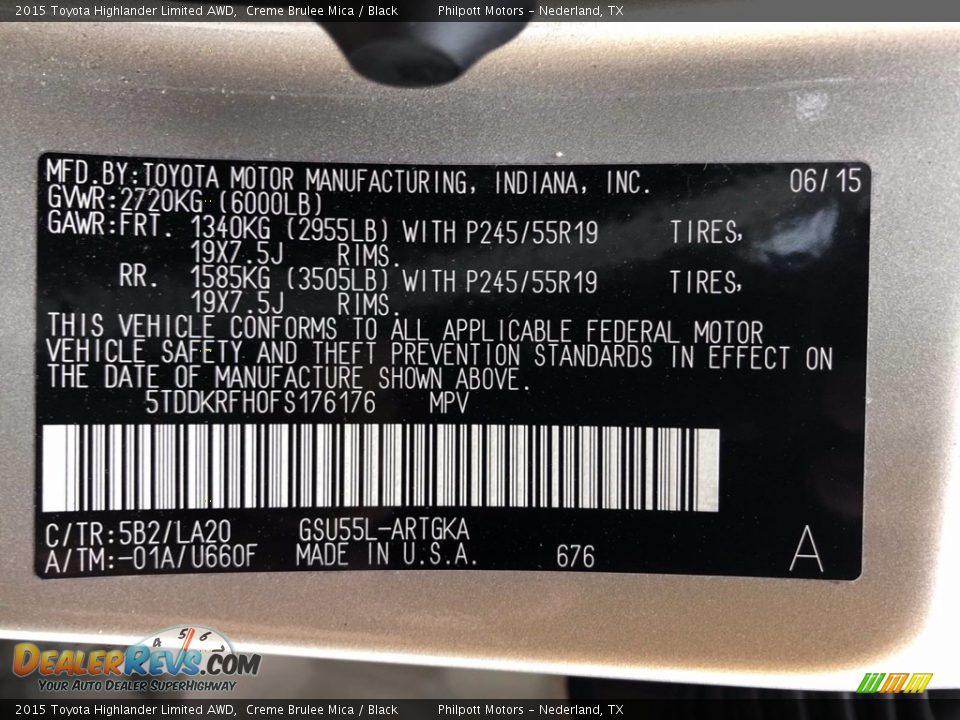 2015 Toyota Highlander Limited AWD, Creme Brulee Mica / Black Philpott Motors - Nederland, TX
MFD.BY:TOYOTA MOTOR MANUFACTURING, INDIANA, INC. 06/15
GVWR:2720KG (6000LB)
GAWR:FRT. 1340KG (2955LB) WITH P245/55R19 TIRES,
19X7.5J RIMS.
RR. 1585KG (3505LB) WITH P245/55R19 TIRES,
19X7.5J RIMS.
THIS VEHICLE CONFORMS TO ALL APPLICABLE FEDERAL MOTOR
VEHICLE SAFETY AND THEFT PREVENTION STANDARDS IN EFFECT ON
THE DATE OF MANUFACTURE SHOWN ABOVE.
5TDDKRFH0FS176176 MPV
C/TR:5B2/LA20 GSU55L-ARTGKA
A/TM:-01A/U660F MADE IN U.S.A. 676 A
4 5 6 7
DEALERREVS.COM
YOUR AUTO DEALER SUPERHIGHWAY
2015 Toyota Highlander Limited AWD, Creme Brulee Mica / Black Philpott Motors - Nederland, TX